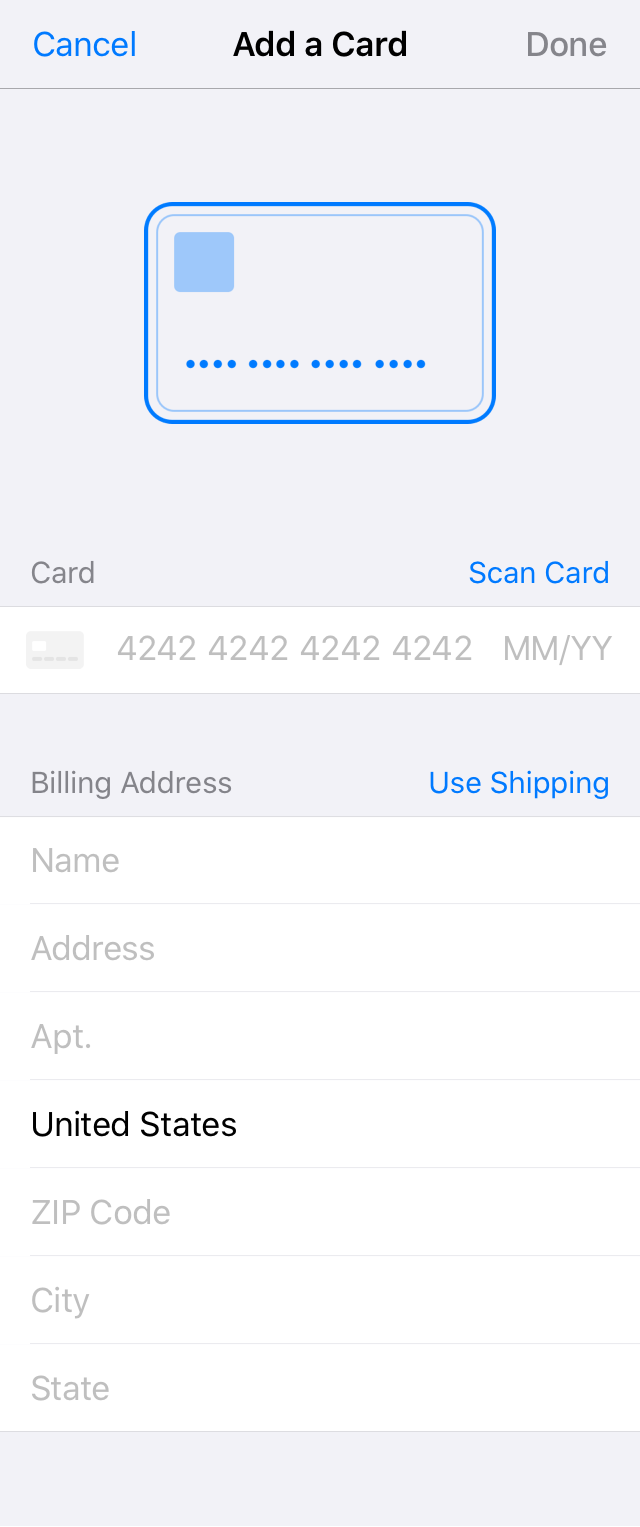 Cancel Add a Card Done
Card Scan Card
4242 4242 4242 4242 MM/YY
Billing Address Use Shipping
Name
Address
Apt.
United States
ZIP Code
City
State